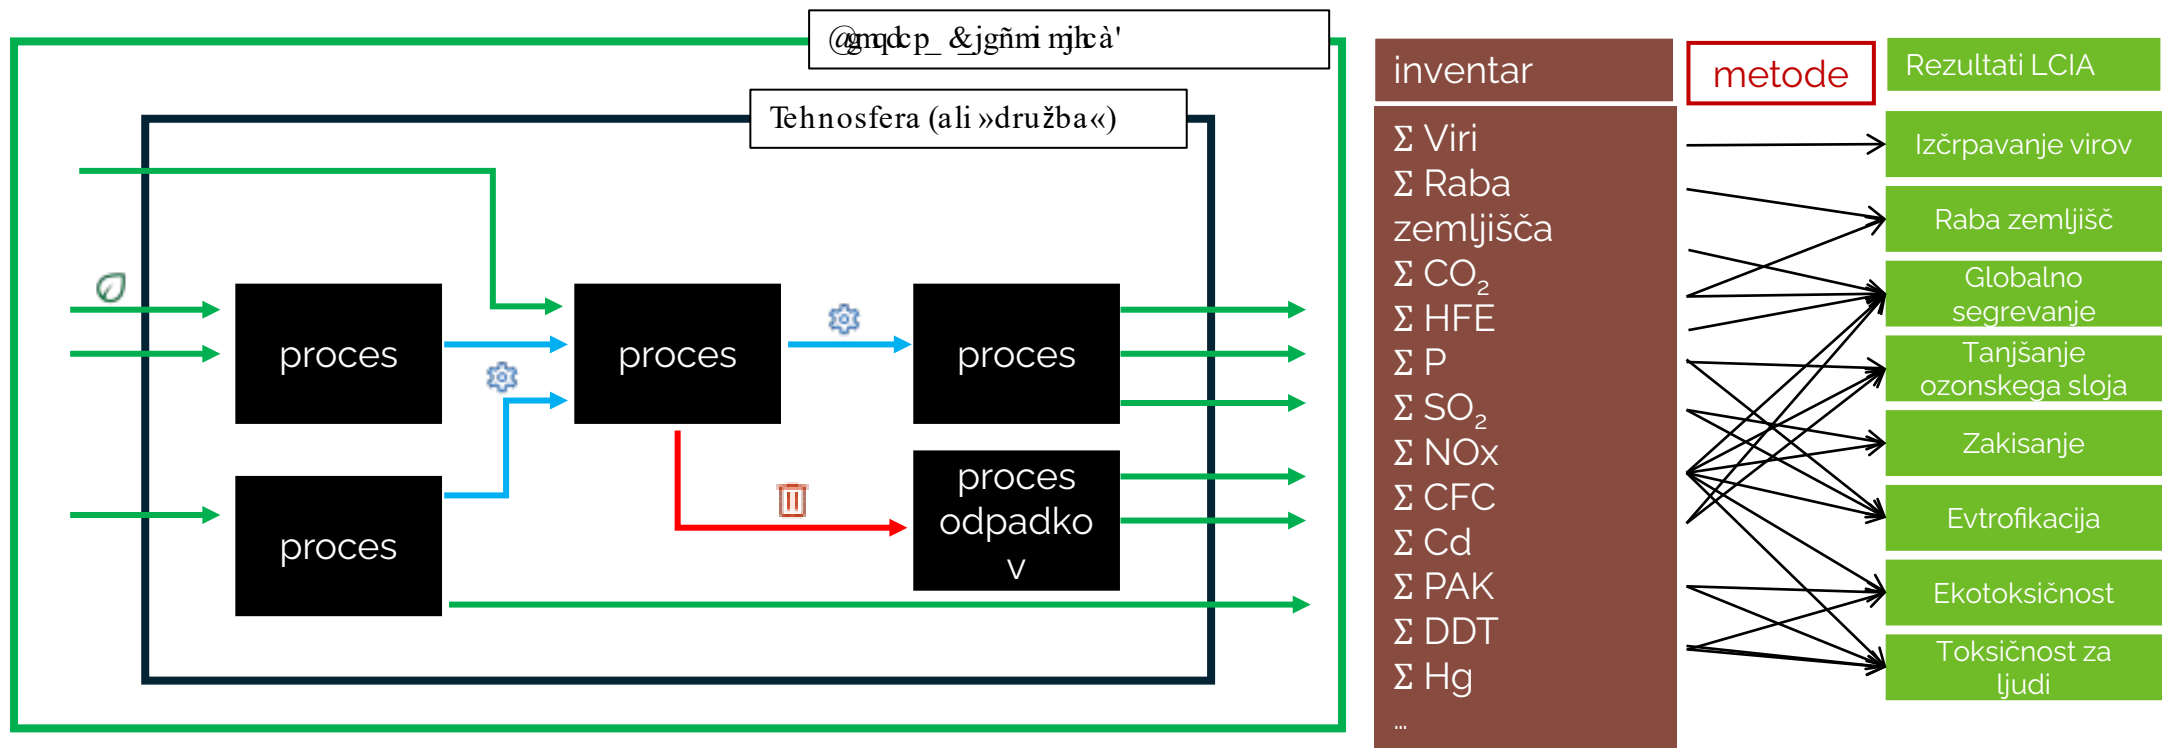 Tehnosfera (ali »družba«)
proces
proces
proces
proces
proces
odpadko
v
inventar
Σ Viri
Σ Raba
zemljišča
Σ CO₂
Σ HFE
Σ P
Σ SO₂
Σ NOx
Σ CFC
Σ Cd
Σ PAK
Σ DDT
Σ Hg
...
metode
Rezultati LCIA
Izčrpavanje virov
Raba zemljišč
Globalno
segrevanje
Tanjšanje
ozonskega sloja
Zakisanje
Evtrofikacija
Ekotoksičnost
Toksičnost za
ljudi